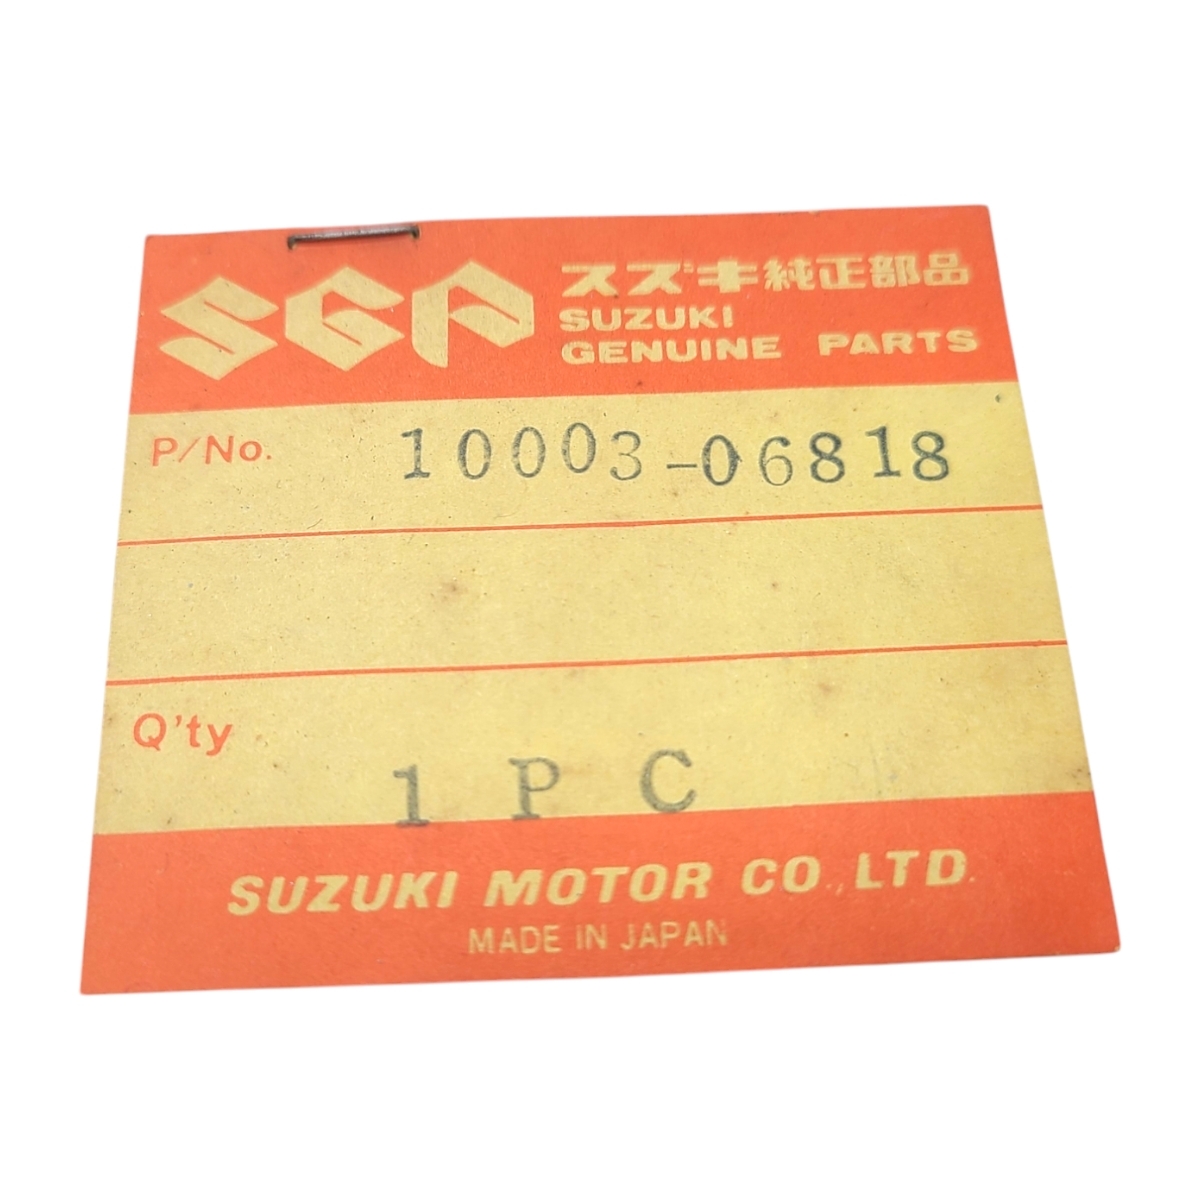 SGP
スズキ純正部品
SUZUKI
GENUINE PARTS
P/No. 10003-06818
Q'ty
1 P C
SUZUKI MOTOR CO.,LTD.
MADE IN JAPAN